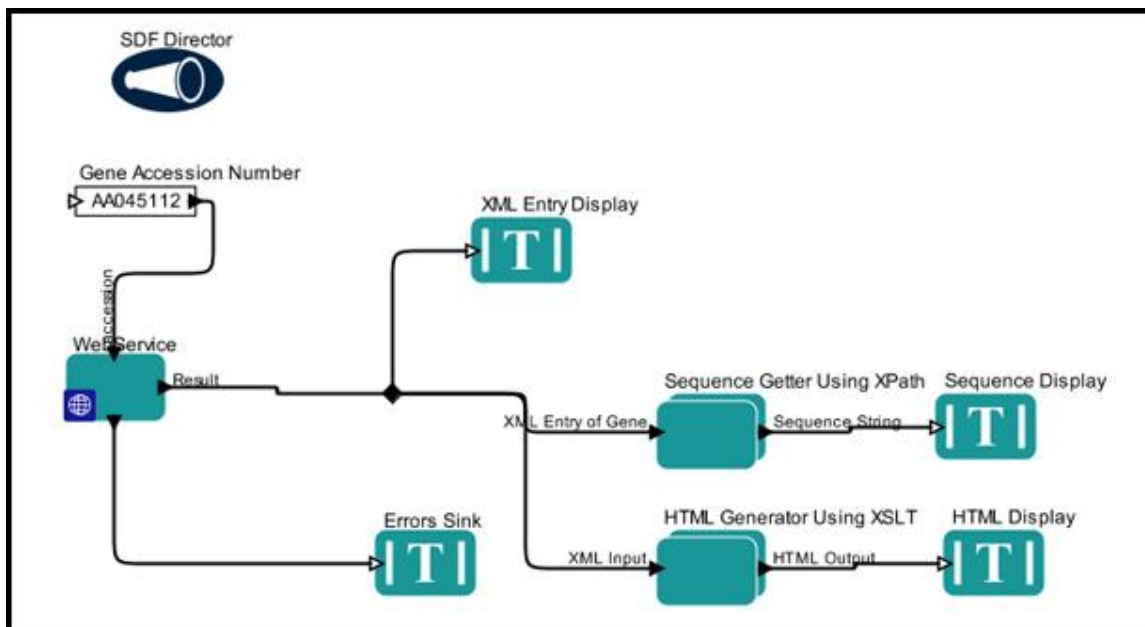 SDF Director
Gene Accession Number
AA045112
XML Entry Display
T
accession
WebService
Result
Sequence Getter Using XPath
Sequence Display
XML Entry of Gene
Sequence String
T
Errors Sink
T
HTML Generator Using XSLT
HTML Display
XML Input
HTML Output
T